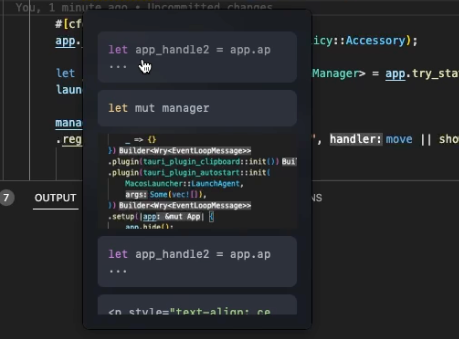 You, 1 minute ago • Uncommitted changes
#[cf
app. icy::Accessory);
let Manager> = app.try_stat
laun
mana
.reg ", handler: move || sho
7 OUTPUT NS
let app_handle2 = app.ap
...
let mut manager
_ => {}
}) Builder<Wry<EventLoopMessage>>
.plugin(tauri_plugin_clipboard::init()) Buil
.plugin(tauri_plugin_autostart::init(
MacosLauncher::LaunchAgent,
args: Some(vec![]),
)) Builder<Wry<EventLoopMessage>>
.setup(|app: &mut App| {
app.hide();
let app_handle2 = app.ap
...
<p style="text-align: ce